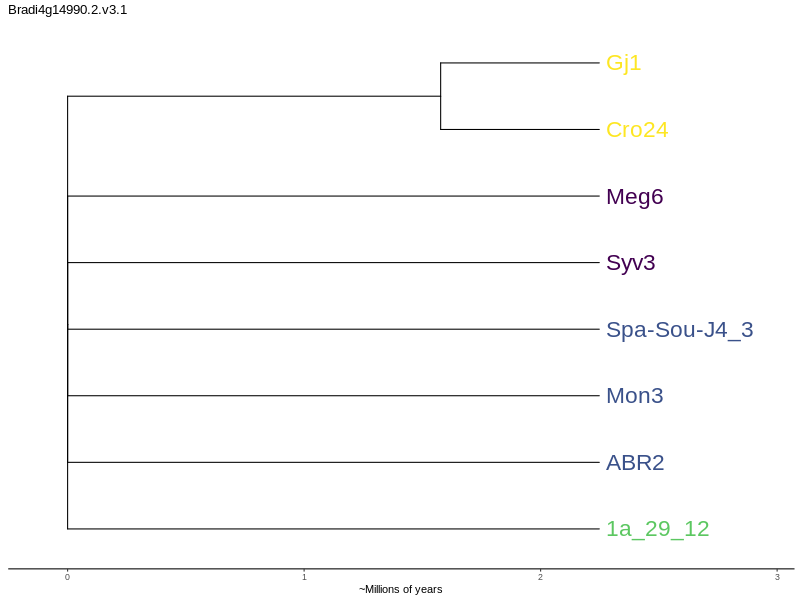 Bradi4g14990.2.v3.1
Gj1
Cro24
Meg6
Syv3
Spa-Sou-J4_3
Mon3
ABR2
1a_29_12
0 1 2 3
~Millions of years